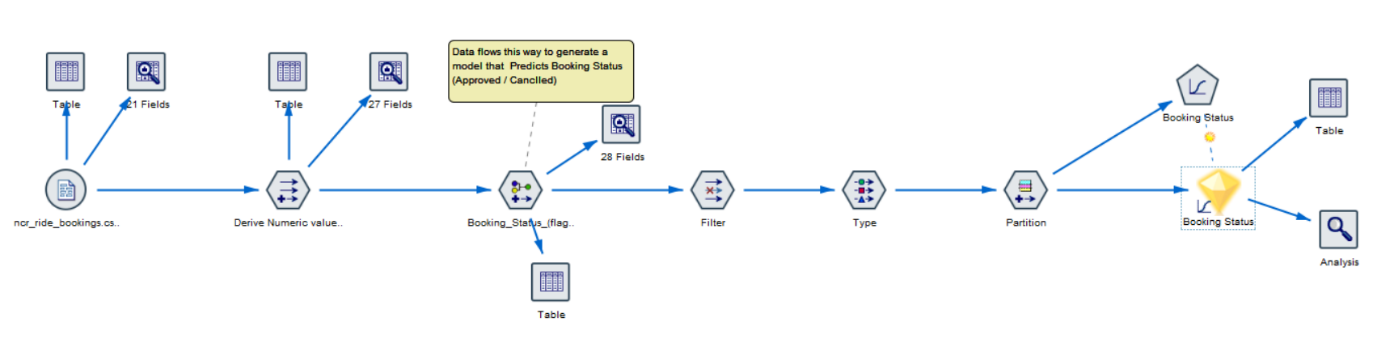 Data flows this way to generate a
model that Predicts Booking Status
(Approved / Canclled)
Table
21 Fields
Table
27 Fields
28 Fields
Booking Status
Table
ncr_ride_bookings.cs..
Derive Numeric value..
Booking_Status_(flag..
Filter
Type
Partition
Booking Status
Analysis
Table